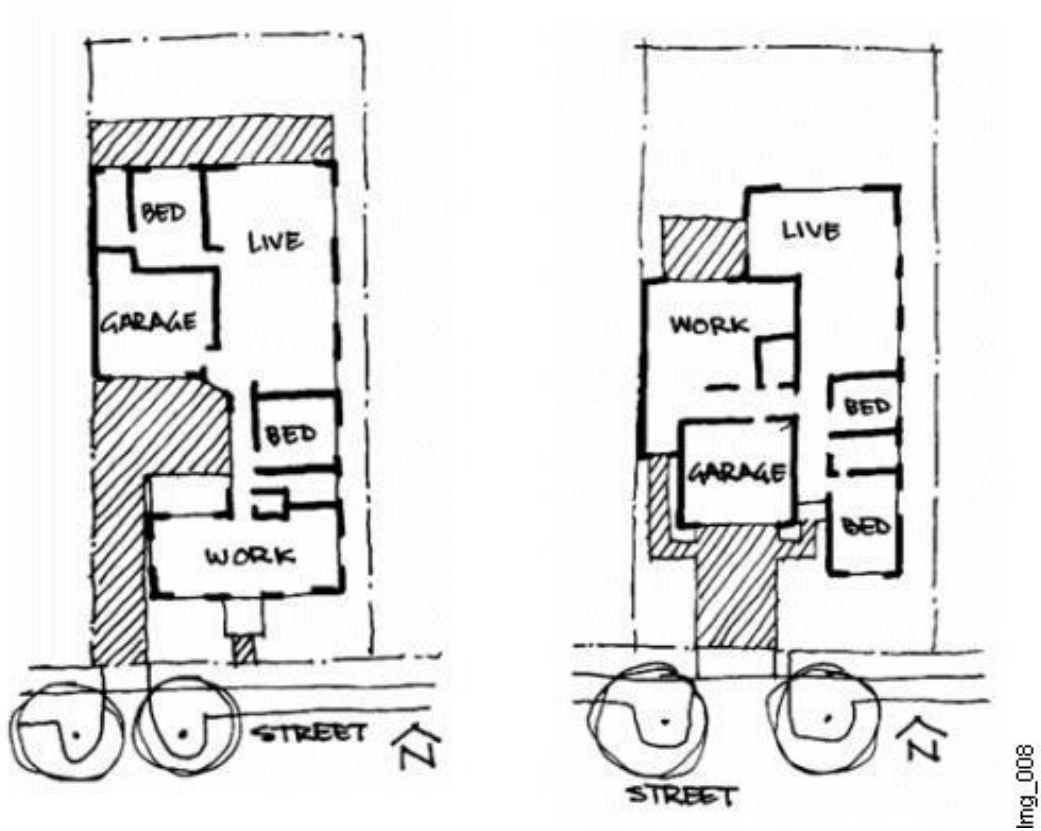 BED
LIVE
GARAGE
BED
WORK
STREET
N
LIVE
WORK
BED
GARAGE
BED
N
STREET
Img_008